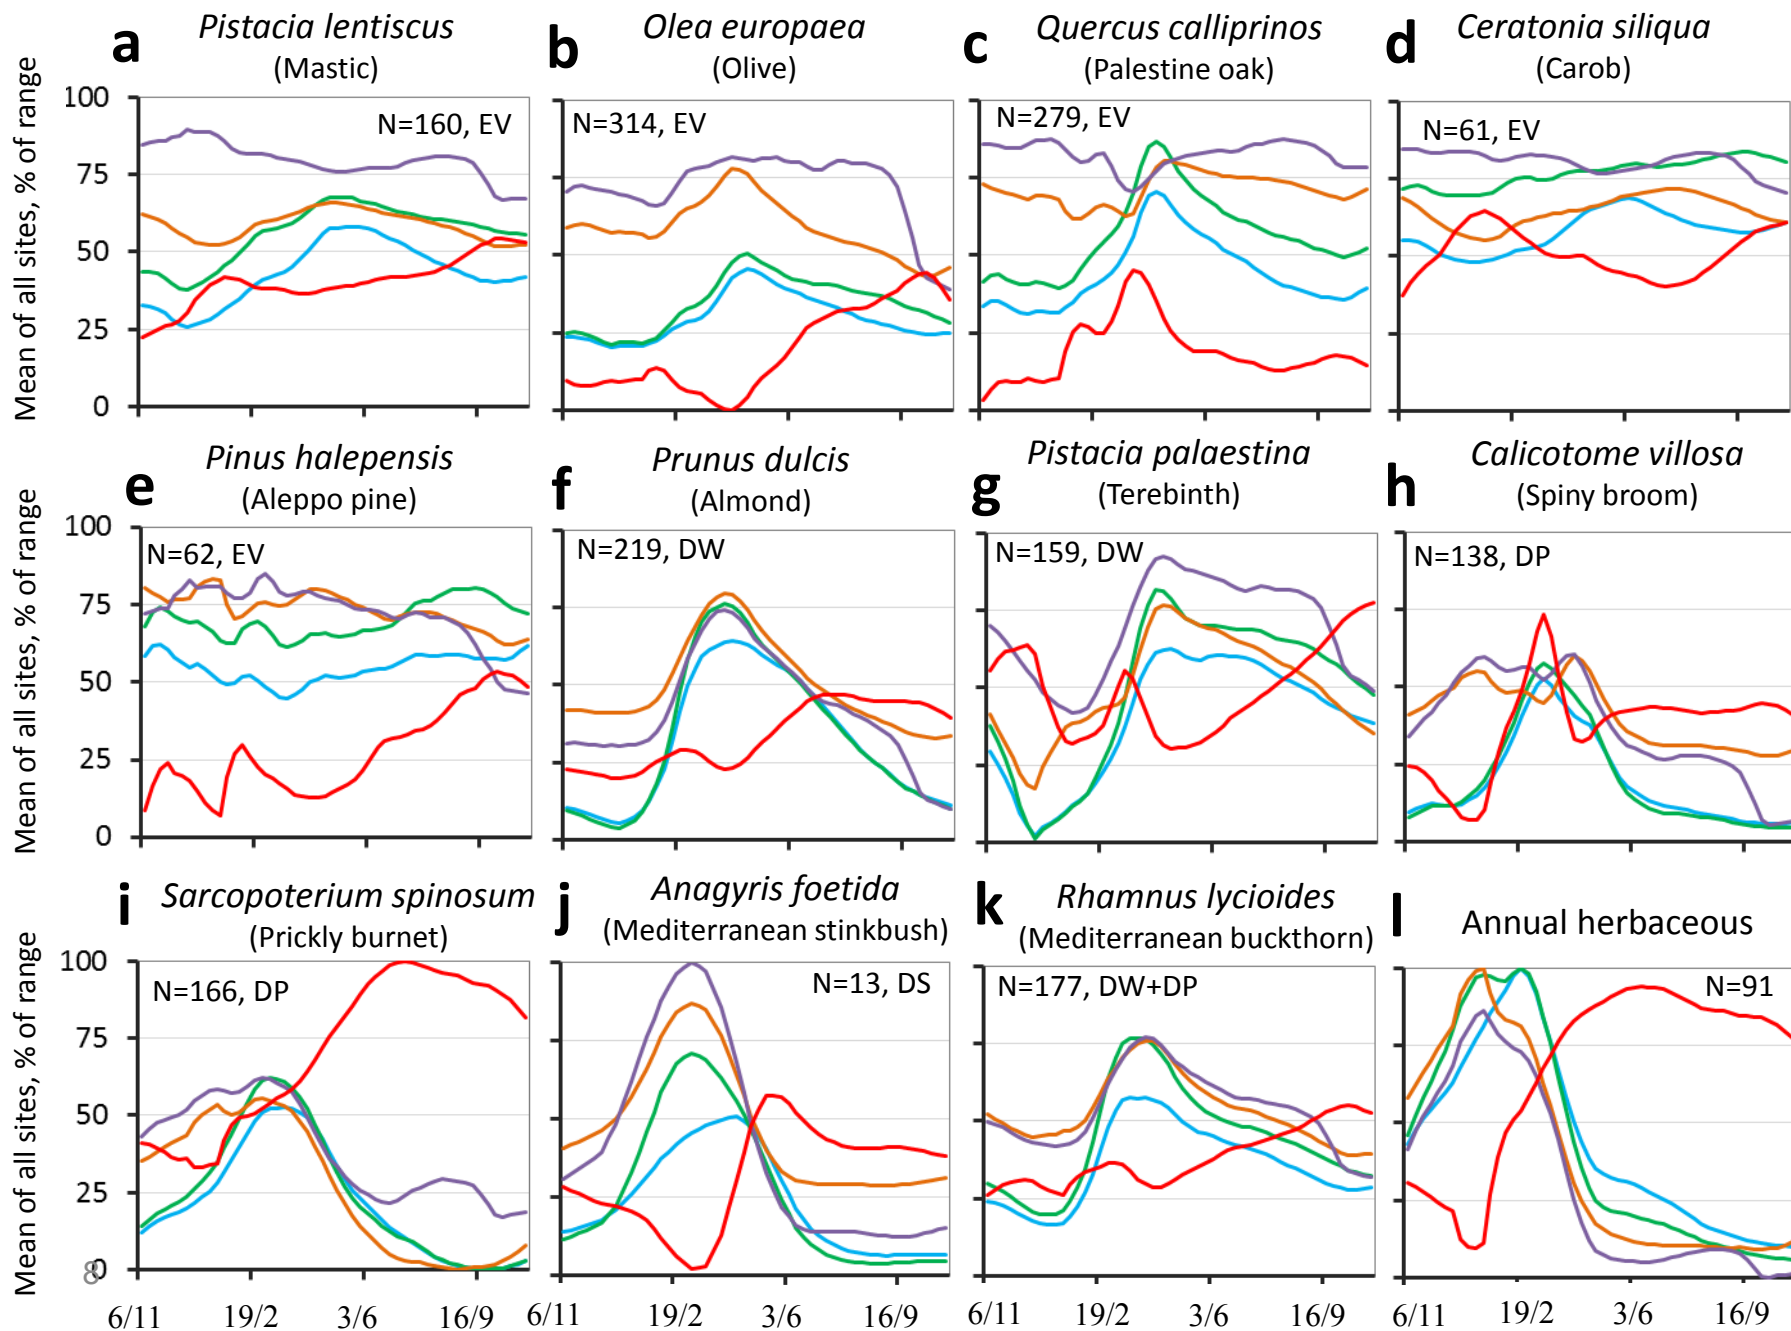 a
Pistacia lentiscus
(Mastic)
b
Olea europaea
(Olive)
c
Quercus calliprinos
(Palestine oak)
d
Ceratonia siliqua
(Carob)
Mean of all sites, % of range
100
75
50
25
0
N=160, EV
N=314, EV
N=279, EV
N=61, EV
e
Pinus halepensis
(Aleppo pine)
f
Prunus dulcis
(Almond)
g
Pistacia palaestina
(Terebinth)
h
Calicotome villosa
(Spiny broom)
Mean of all sites, % of range
100
75
50
25
0
N=62, EV
N=219, DW
N=159, DW
N=138, DP
i
Sarcopoterium spinosum
(Prickly burnet)
j
Anagyris foetida
(Mediterranean stinkbush)
k
Rhamnus lycioides
(Mediterranean buckthorn)
l
Annual herbaceous
Mean of all sites, % of range
100
75
50
25
0
8
N=166, DP
N=13, DS
N=177, DW+DP
N=91
6/11 19/2 3/6 16/9
6/11 19/2 3/6 16/9
6/11 19/2 3/6 16/9
6/11 19/2 3/6 16/9